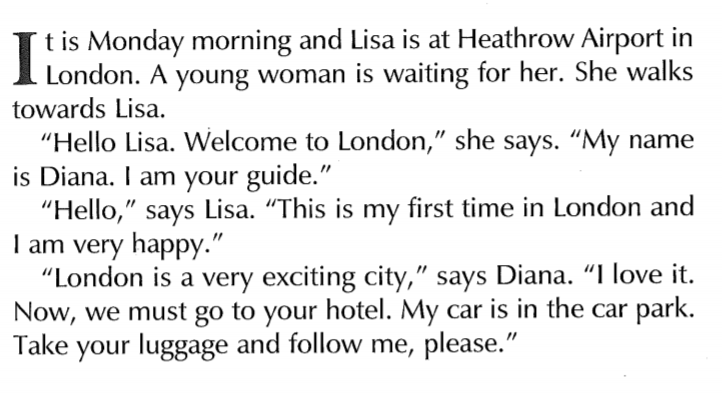 It is Monday morning and Lisa is at Heathrow Airport in
London. A young woman is waiting for her. She walks
towards Lisa.
“Hello Lisa. Welcome to London,” she says. “My name
is Diana. I am your guide.”
“Hello,” says Lisa. “This is my first time in London and
I am very happy.”
“London is a very exciting city,” says Diana. “I love it.
Now, we must go to your hotel. My car is in the car park.
Take your luggage and follow me, please.”